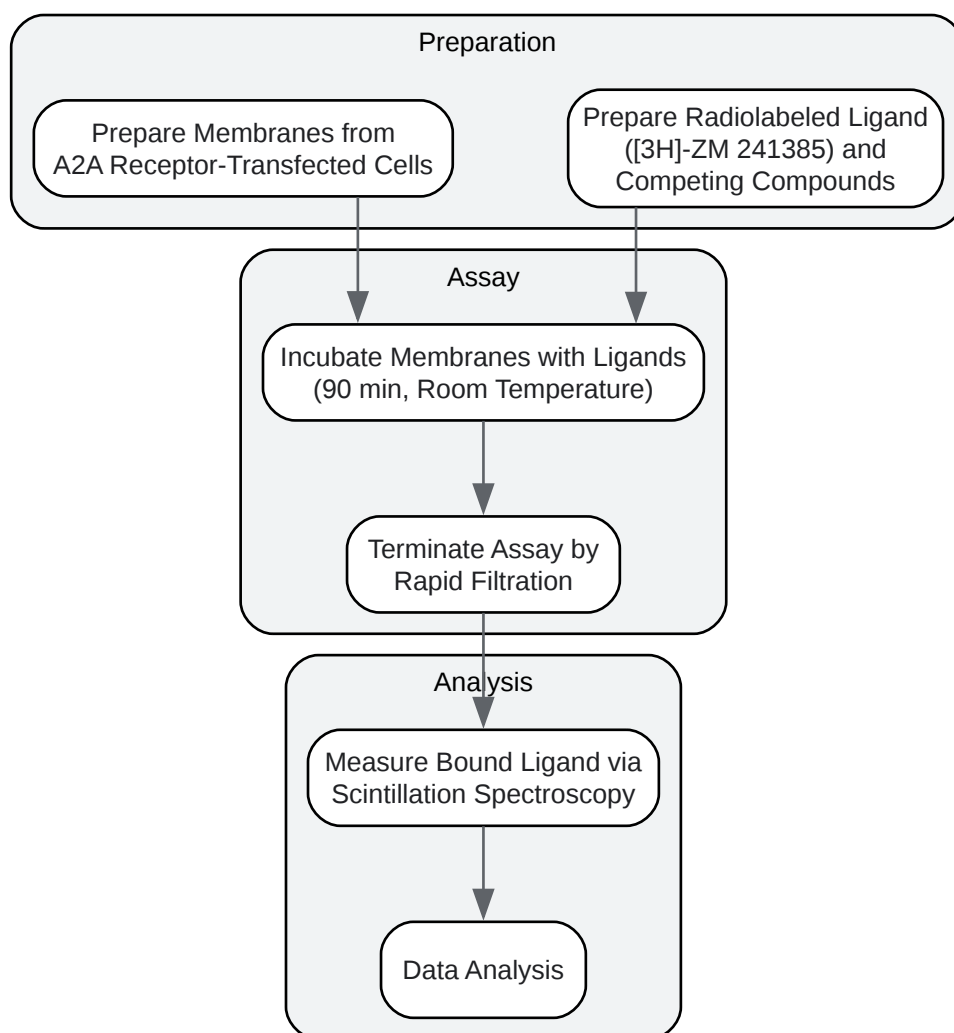 Preparation
Prepare Membranes from
A2A Receptor-Transfected Cells
Prepare Radiolabeled Ligand
([3H]-ZM 241385) and
Competing Compounds
Assay
Incubate Membranes with Ligands
(90 min, Room Temperature)
Terminate Assay by
Rapid Filtration
Analysis
Measure Bound Ligand via
Scintillation Spectroscopy
Data Analysis